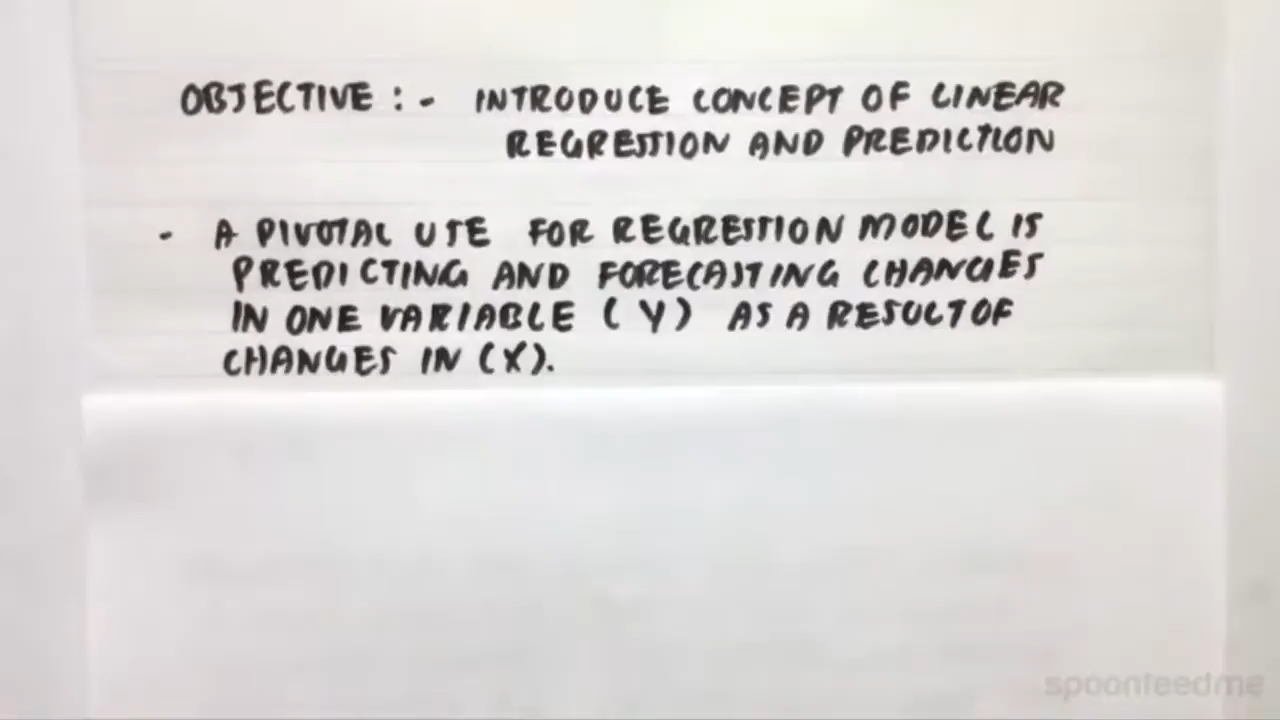 OBJECTIVE :- INTRODUCE CONCEPT OF LINEAR
REGRESSION AND PREDICTION
- A PIVOTAL USE FOR REGRESSION MODEL IS
PREDICTING AND FORECASTING CHANGES
IN ONE VARIABLE (Y) AS A RESULT OF
CHANGES IN (X).
spoonfeedme